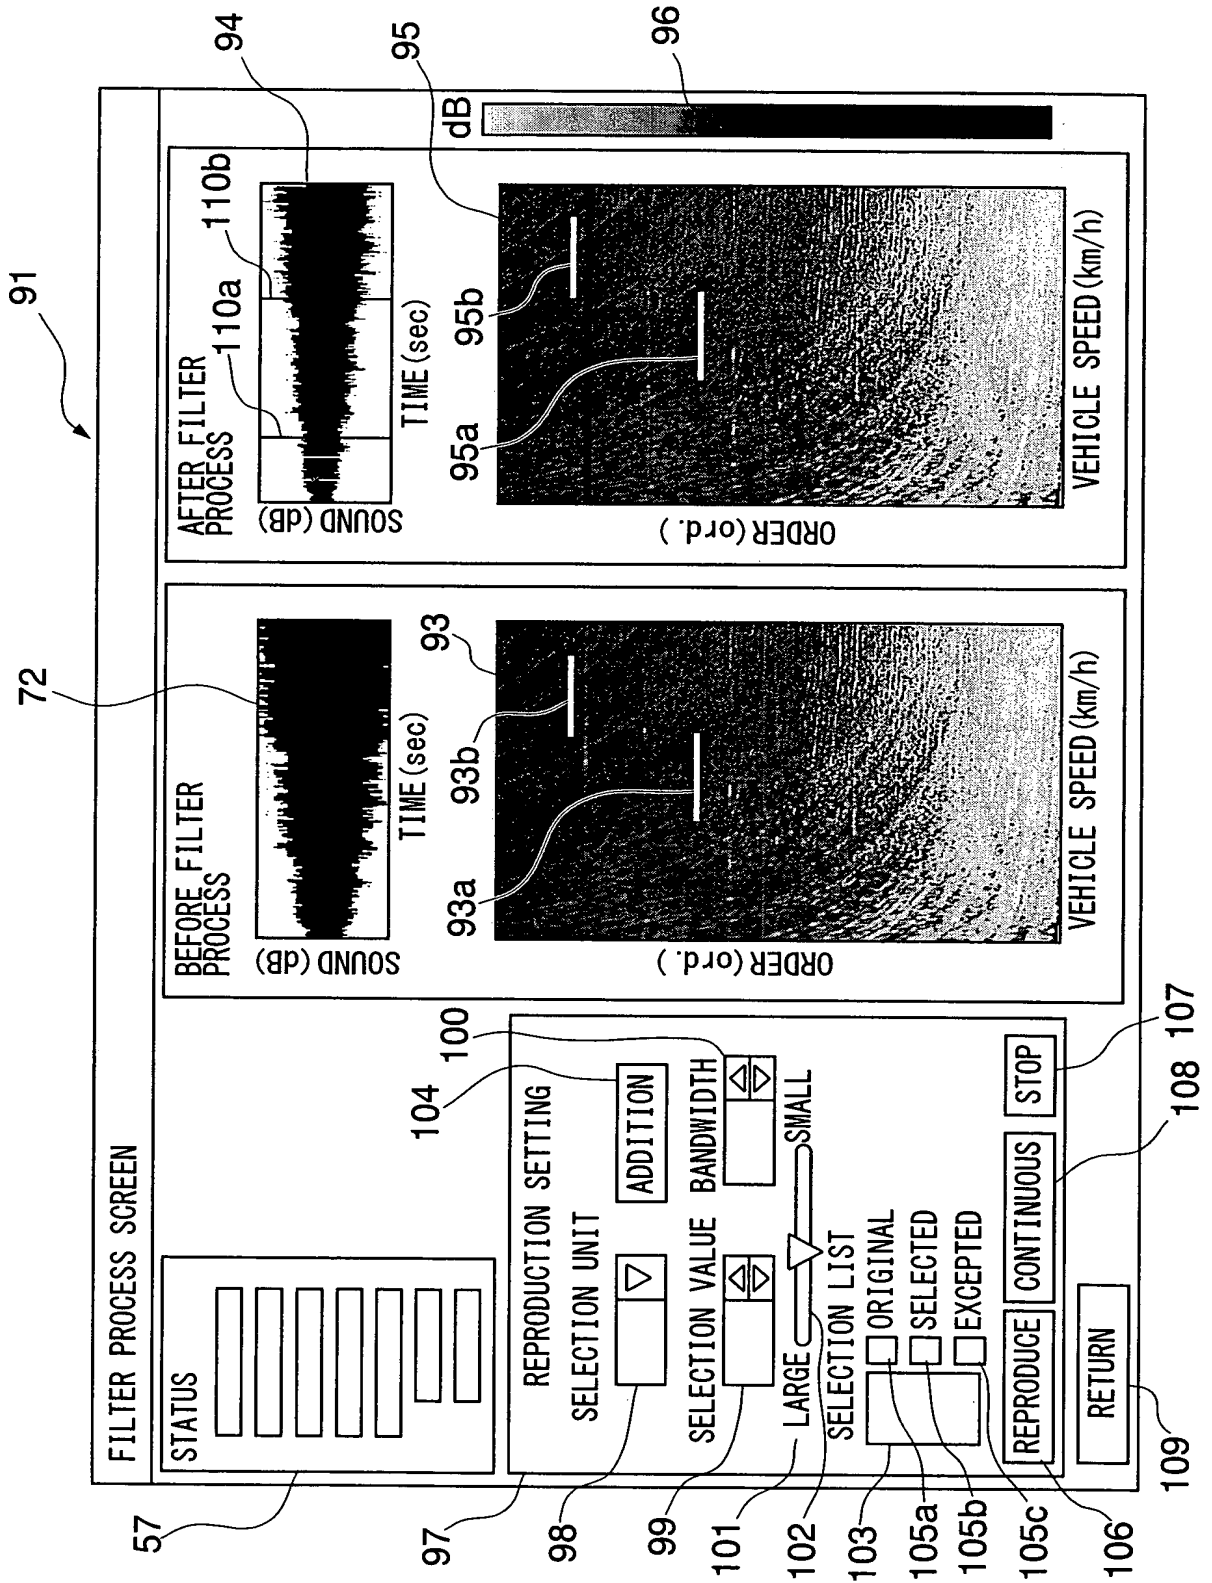 91
FILTER PROCESS SCREEN
57
STATUS
72
BEFORE FILTER
PROCESS
SOUND (dB)
TIME (sec)
93
93b
93a
ORDER (ord.)
VEHICLE SPEED (km/h)
AFTER FILTER
PROCESS
110a
110b
94
SOUND (dB)
TIME (sec)
95
95b
95a
ORDER (ord.)
VEHICLE SPEED (km/h)
dB
96
97
REPRODUCTION SETTING
104
98
SELECTION UNIT
ADDITION
100
99
SELECTION VALUE
BANDWIDTH
101
LARGE
SMALL
102
SELECTION LIST
103
105a
ORIGINAL
105b
SELECTED
105c
EXCEPTED
106
REPRODUCE
CONTINUOUS
STOP
107
108
RETURN
109